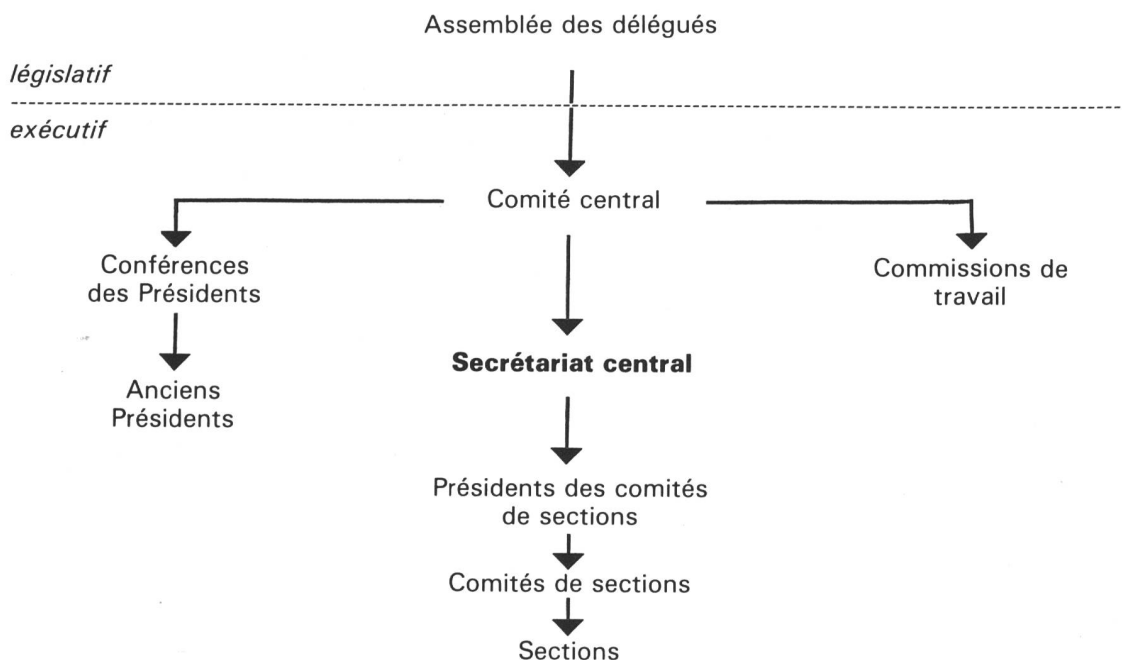 Assemblée des délégués
législatif
exécutif
Comité central
Conférences
des Présidents
Commissions de
travail
Secrétariat central
Anciens
Présidents
Présidents des comités
de sections
Comités de sections
Sections